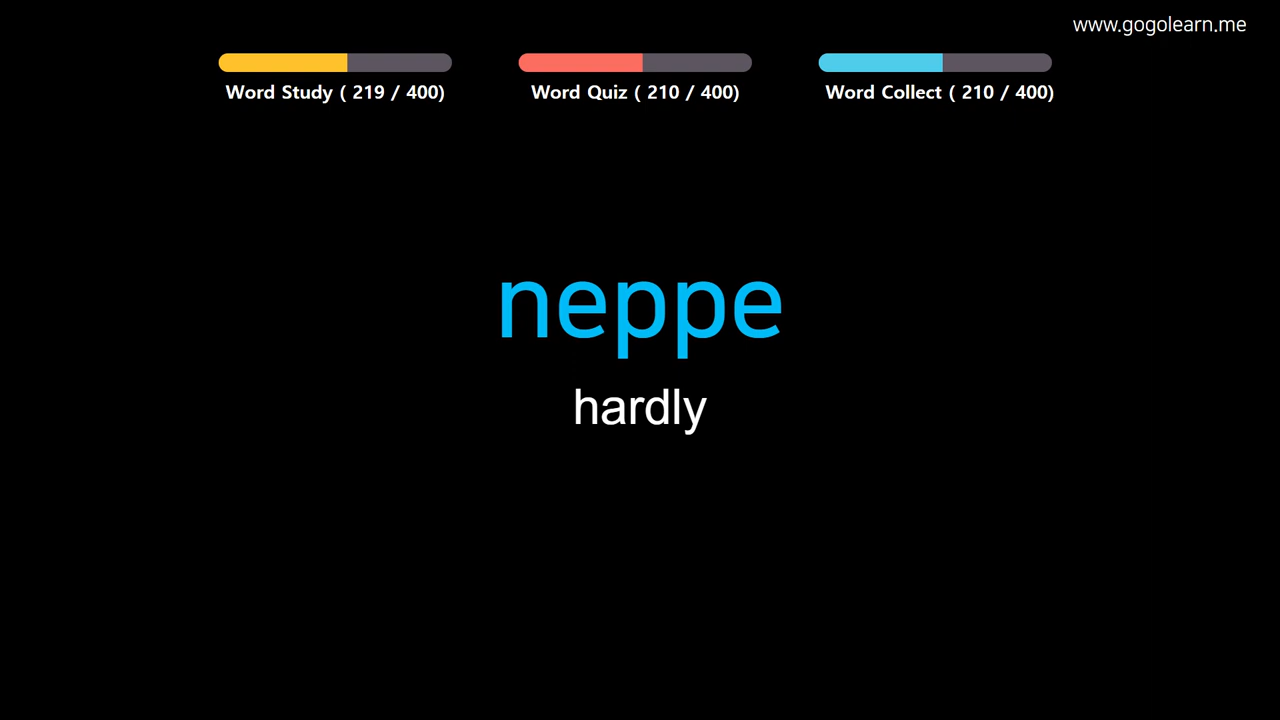 www.gogolearn.me
Word Study ( 219 / 400)
Word Quiz ( 210 / 400)
Word Collect ( 210 / 400)
neppe
hardly